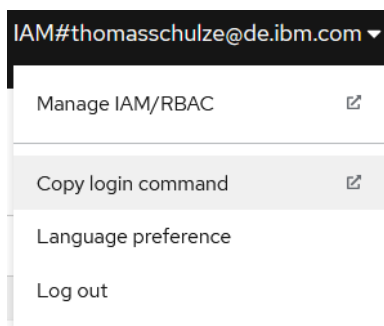 IAM#thomasschulze@de.ibm.com
Manage IAM/RBAC
Copy login command
Language preference
Log out